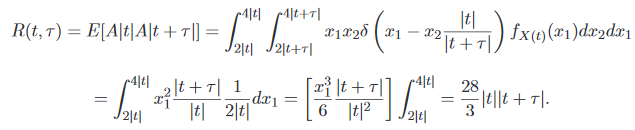 R(t, τ) = E[A|t|A|t + τ|] = ∫_{2|t|}^{4|t|} ∫_{2|t+τ|}^{4|t+τ|} x₁x₂δ ( x₁ − x₂ |t| / |t + τ| ) f_{X(t)}(x₁)dx₂dx₁
= ∫_{2|t|}^{4|t|} x₁² |t + τ| / |t| 1 / 2|t| dx₁ = [ x₁³ / 6 |t + τ| / |t|² ] ∫_{2|t|}^{4|t|} = 28 / 3 |t||t + τ|.